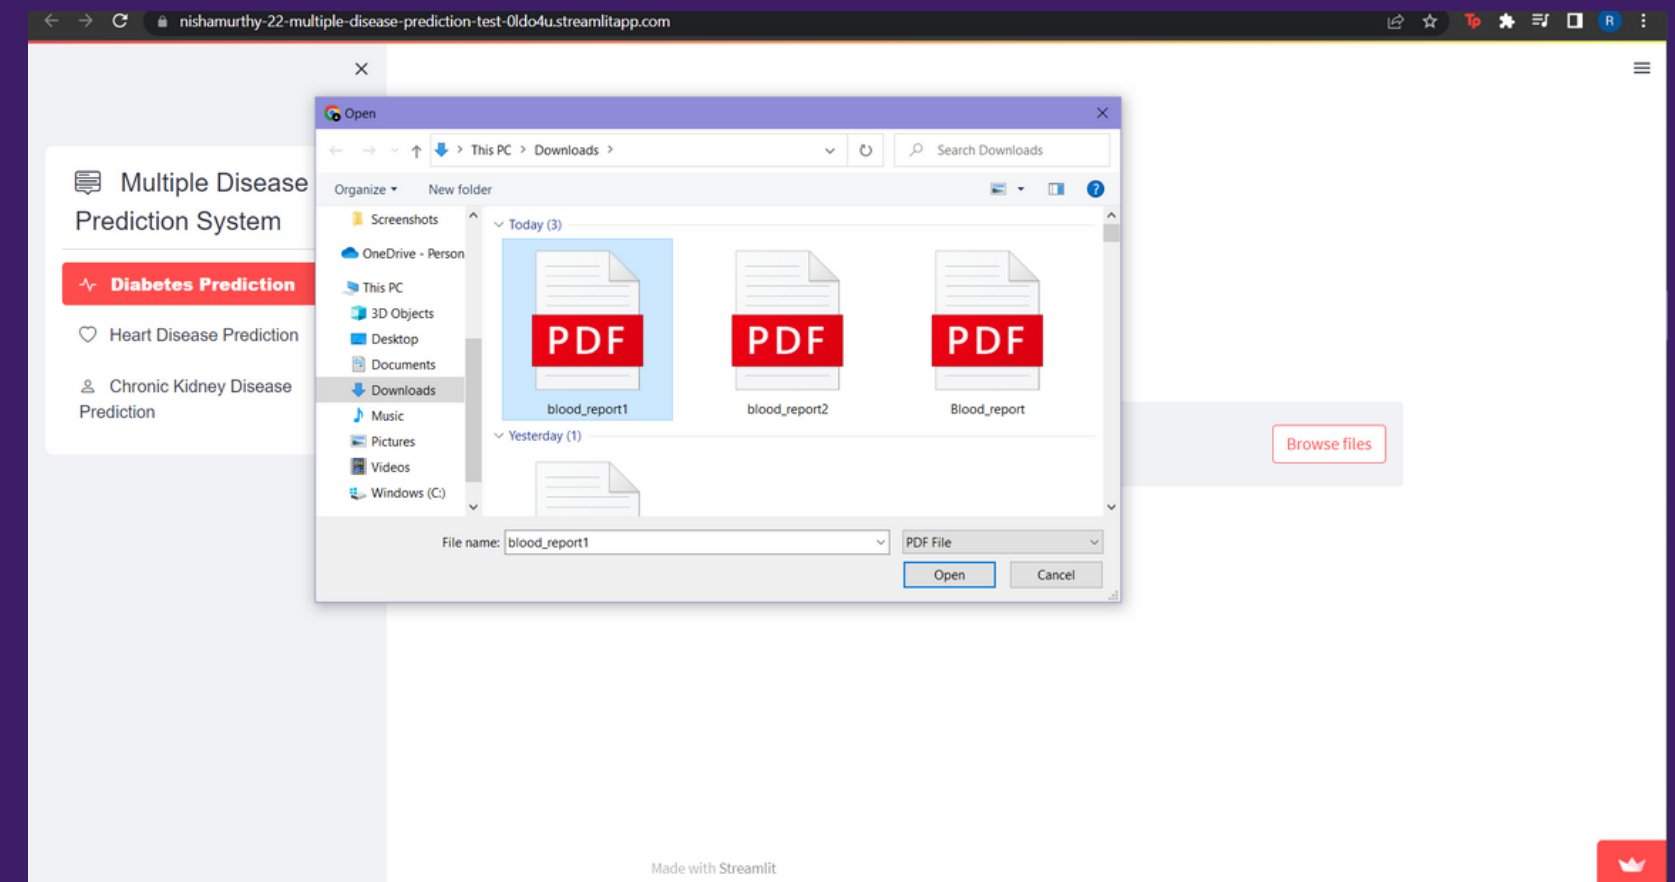 nishamurthy-22-multiple-disease-prediction-test-0ldo4u.streamlitapp.com
Tp
R
Multiple Disease
Prediction System
Diabetes Prediction
Heart Disease Prediction
Chronic Kidney Disease
Prediction
Open
This PC > Downloads >
Search Downloads
Organize
New folder
?
Screenshots
OneDrive - Person
This PC
3D Objects
Desktop
Documents
Downloads
Music
Pictures
Videos
Windows (C:)
Today (3)
PDF
PDF
PDF
blood_report1
blood_report2
Blood_report
Yesterday (1)
File name: blood_report1
PDF File
Open
Cancel
Browse files
Made with Streamlit